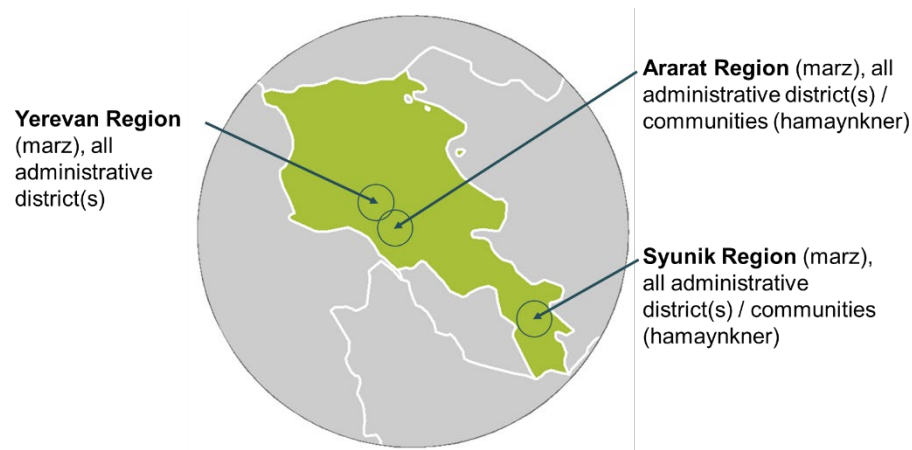 Yerevan Region
(marz), all
administrative
district(s)
Ararat Region (marz), all
administrative district(s) /
communities (hamaynkner)
Syunik Region (marz),
all administrative
district(s) / communities
(hamaynkner)